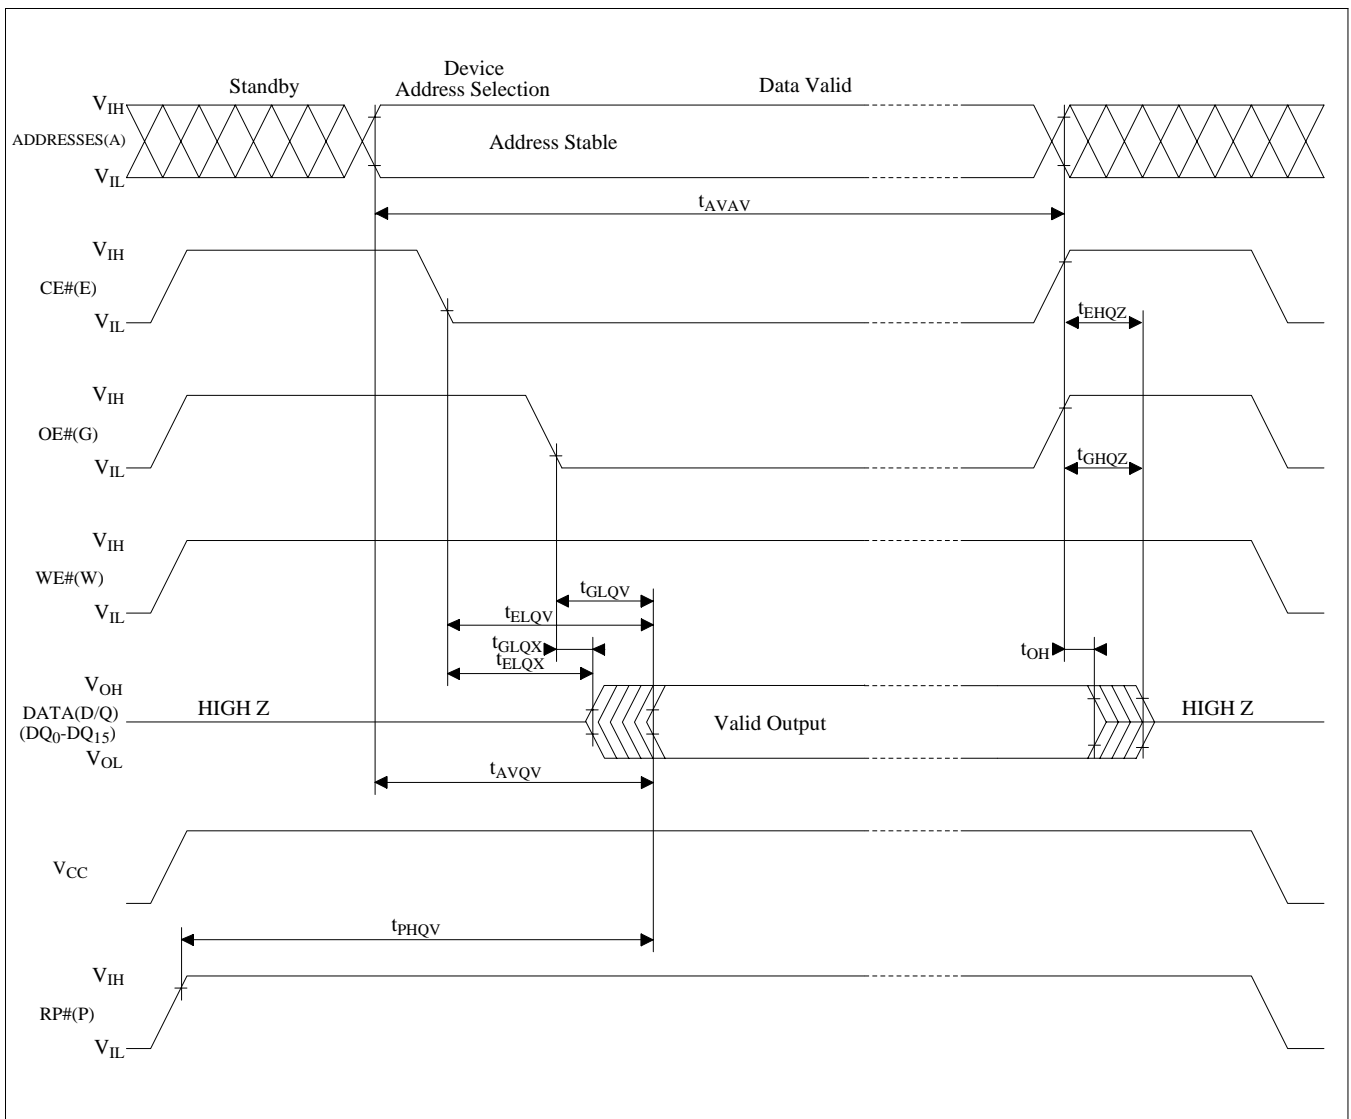 Standby
Device
Address Selection
Data Valid
VIH
ADDRESSES(A)
VIL
Address Stable
tAVAV
VIH
CE#(E)
VIL
tEHQZ
VIH
OE#(G)
VIL
tGHQZ
VIH
WE#(W)
VIL
tGLQV
tELQV
tGLQX
tELQX
tOH
VOH
DATA(D/Q)
(DQ0-DQ15)
VOL
HIGH Z
Valid Output
HIGH Z
tAVQV
VCC
tPHQV
VIH
RP#(P)
VIL